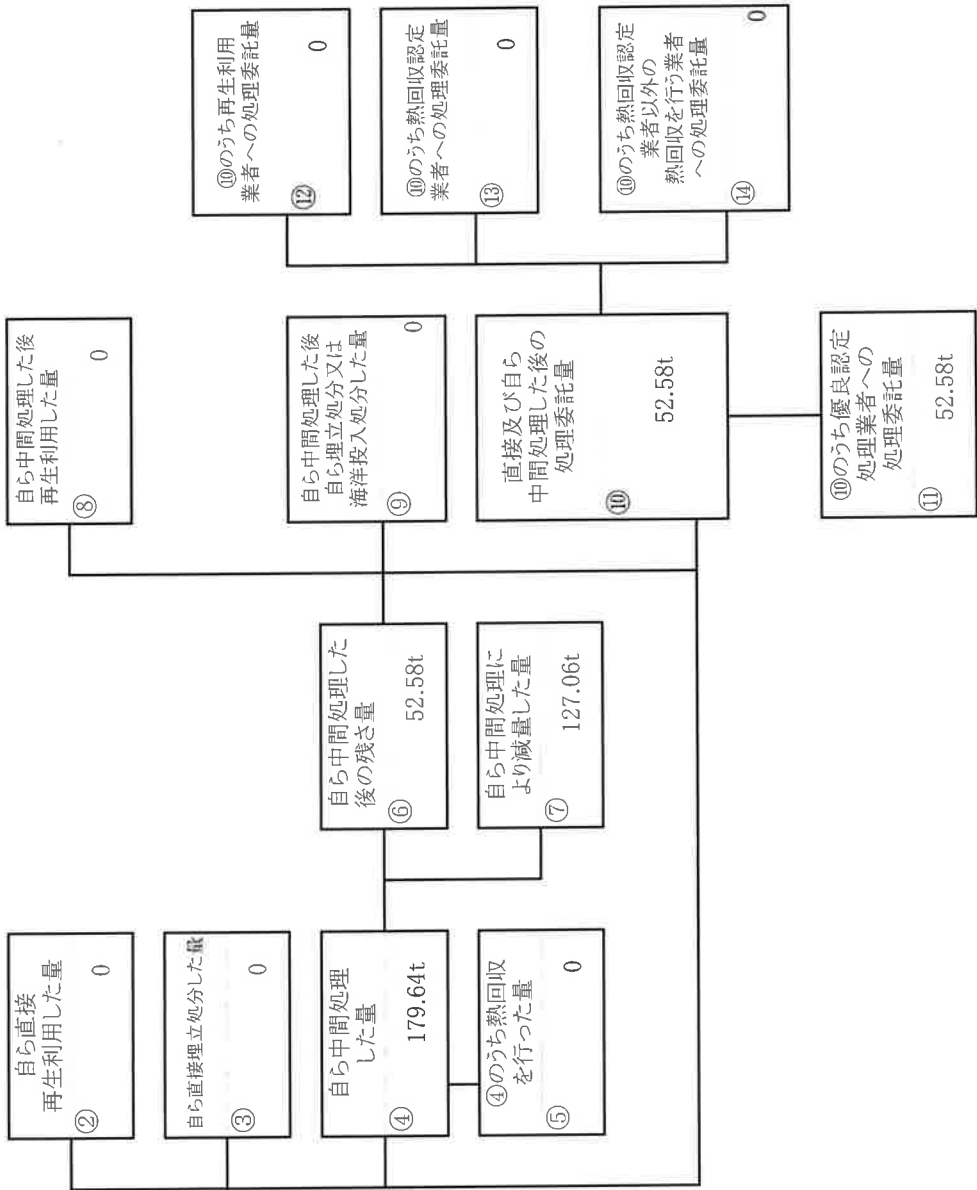 自ら直接
再生利用した量
②
0
自ら直接埋立処分した量
③
0
自ら中間処理
した量
④
179.64t
④のうち熱回収
を行った量
⑤
0
自ら中間処理した
後の残さ量
⑥
52.58t
自ら中間処理に
より減量した量
⑦
127.06t
自ら中間処理した後
再生利用した量
⑧
0
自ら中間処理した後
自ら埋立処分又は
海洋投入処分した量
⑨
0
直接及び自ら
中間処理した後の
処理委託量
⑩
52.58t
⑩のうち優良認定
処理業者への
処理委託量
⑪
52.58t
⑩のうち再生利用
業者への処理委託量
⑫
0
⑩のうち熱回収認定
業者への処理委託量
⑬
0
⑩のうち熱回収認定
業者以外の
熱回収を行う業者
への処理委託量
⑭
0